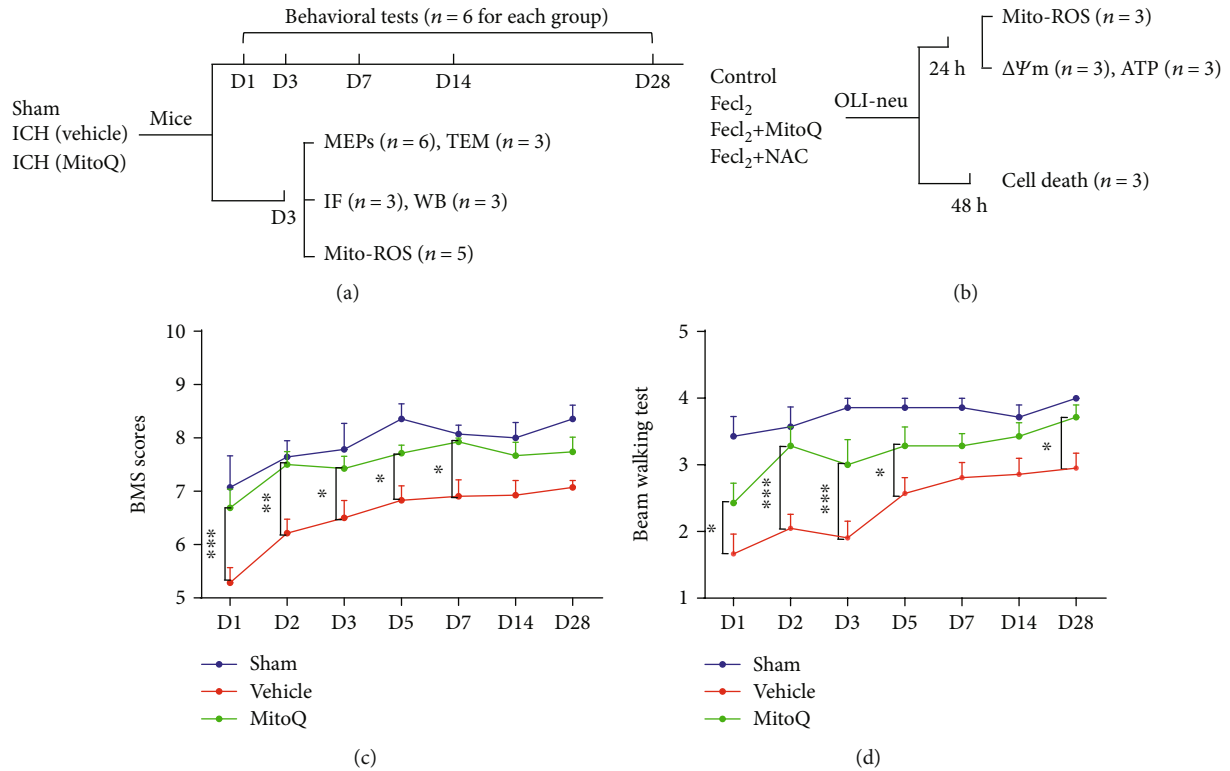 Behavioral tests (n = 6 for each group)
D1 D3 D7 D14 D28
Sham
ICH (vehicle)
ICH (MitoQ)
Mice
D3
MEPs (n = 6), TEM (n = 3)
IF (n = 3), WB (n = 3)
Mito-ROS (n = 5)
(a)
Control
Fecl2
Fecl2+MitoQ
Fecl2+NAC
OLI-neu
24 h
Mito-ROS (n = 3)
ΔΨm (n = 3), ATP (n = 3)
48 h
Cell death (n = 3)
(b)
BMS scores
10
9
8
7
6
5
***
**
*
*
*
D1 D2 D3 D5 D7 D14 D28
Sham
Vehicle
MitoQ
(c)
Beam walking test
5
4
3
2
1
*
***
***
*
*
D1 D2 D3 D5 D7 D14 D28
Sham
Vehicle
MitoQ
(d)